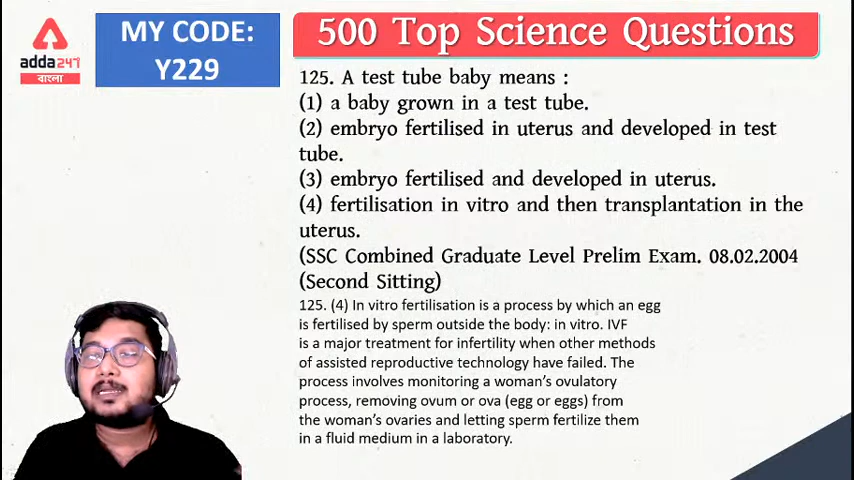 adda247
বাংলা
MY CODE:
Y229
500 Top Science Questions
125. A test tube baby means :
(1) a baby grown in a test tube.
(2) embryo fertilised in uterus and developed in test
tube.
(3) embryo fertilised and developed in uterus.
(4) fertilisation in vitro and then transplantation in the
uterus.
(SSC Combined Graduate Level Prelim Exam. 08.02.2004
(Second Sitting)
125. (4) In vitro fertilisation is a process by which an egg
is fertilised by sperm outside the body: in vitro. IVF
is a major treatment for infertility when other methods
of assisted reproductive technology have failed. The
process involves monitoring a woman's ovulatory
process, removing ovum or ova (egg or eggs) from
the woman's ovaries and letting sperm fertilize them
in a fluid medium in a laboratory.